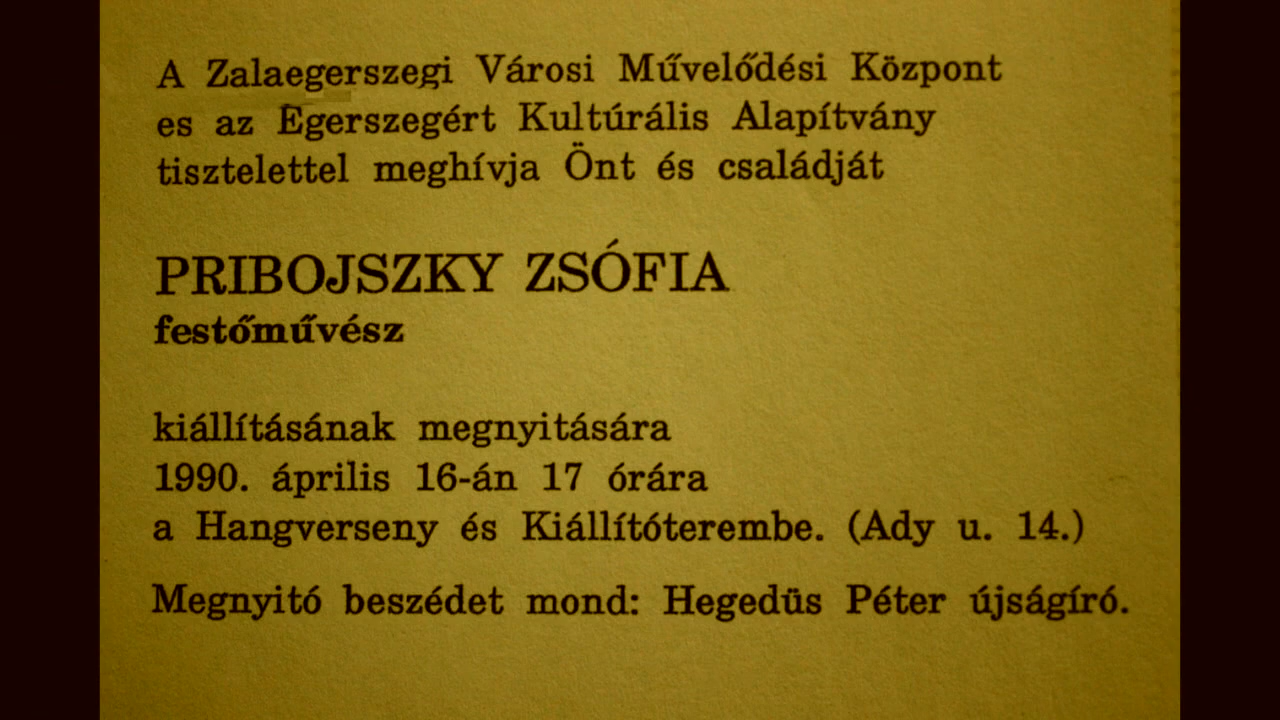 A Zalaegerszegi Városi Művelődési Központ
es az Egerszegért Kultúrális Alapítvány
tisztelettel meghívja Önt és családját
PRIBOJSZKY ZSÓFIA
festőművész
kiállításának megnyitására
1990. április 16-án 17 órára
a Hangverseny és Kiállítóterembe. (Ady u. 14.)
Megnyitó beszédet mond: Hegedüs Péter újságíró.